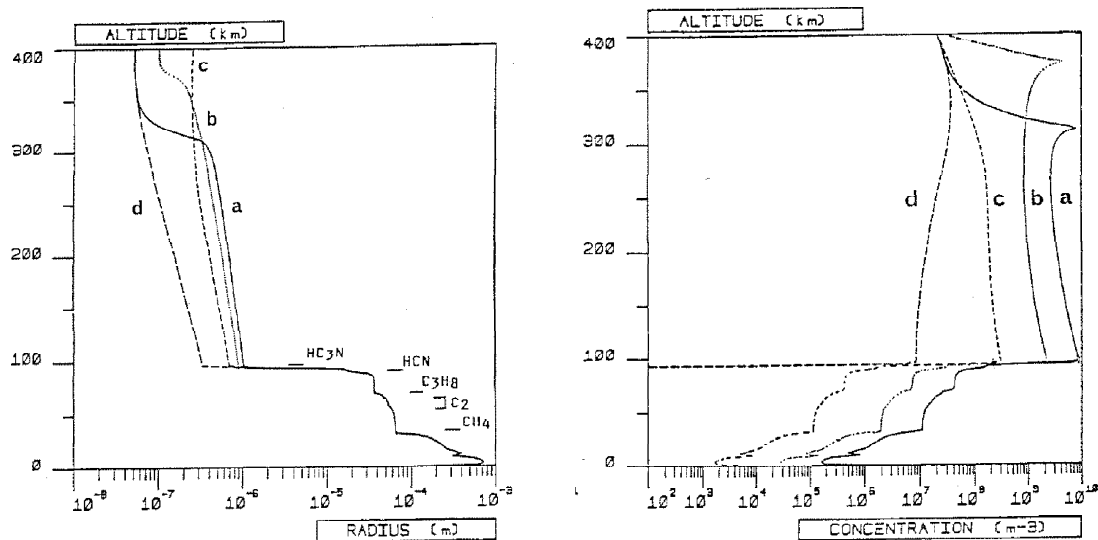 ALTITUDE (km)
400
300
200
100
0
c
b
d
a
HC3N
HCN
C3H8
C2
CH4
10-8
10-7
10-6
10-5
10-4
10-3
RADIUS (m)
ALTITUDE (km)
400
300
200
100
0
d
c
b
a
10^2
10^3
10^4
10^5
10^6
10^7
10^8
10^9
10^10
CONCENTRATION (m-3)